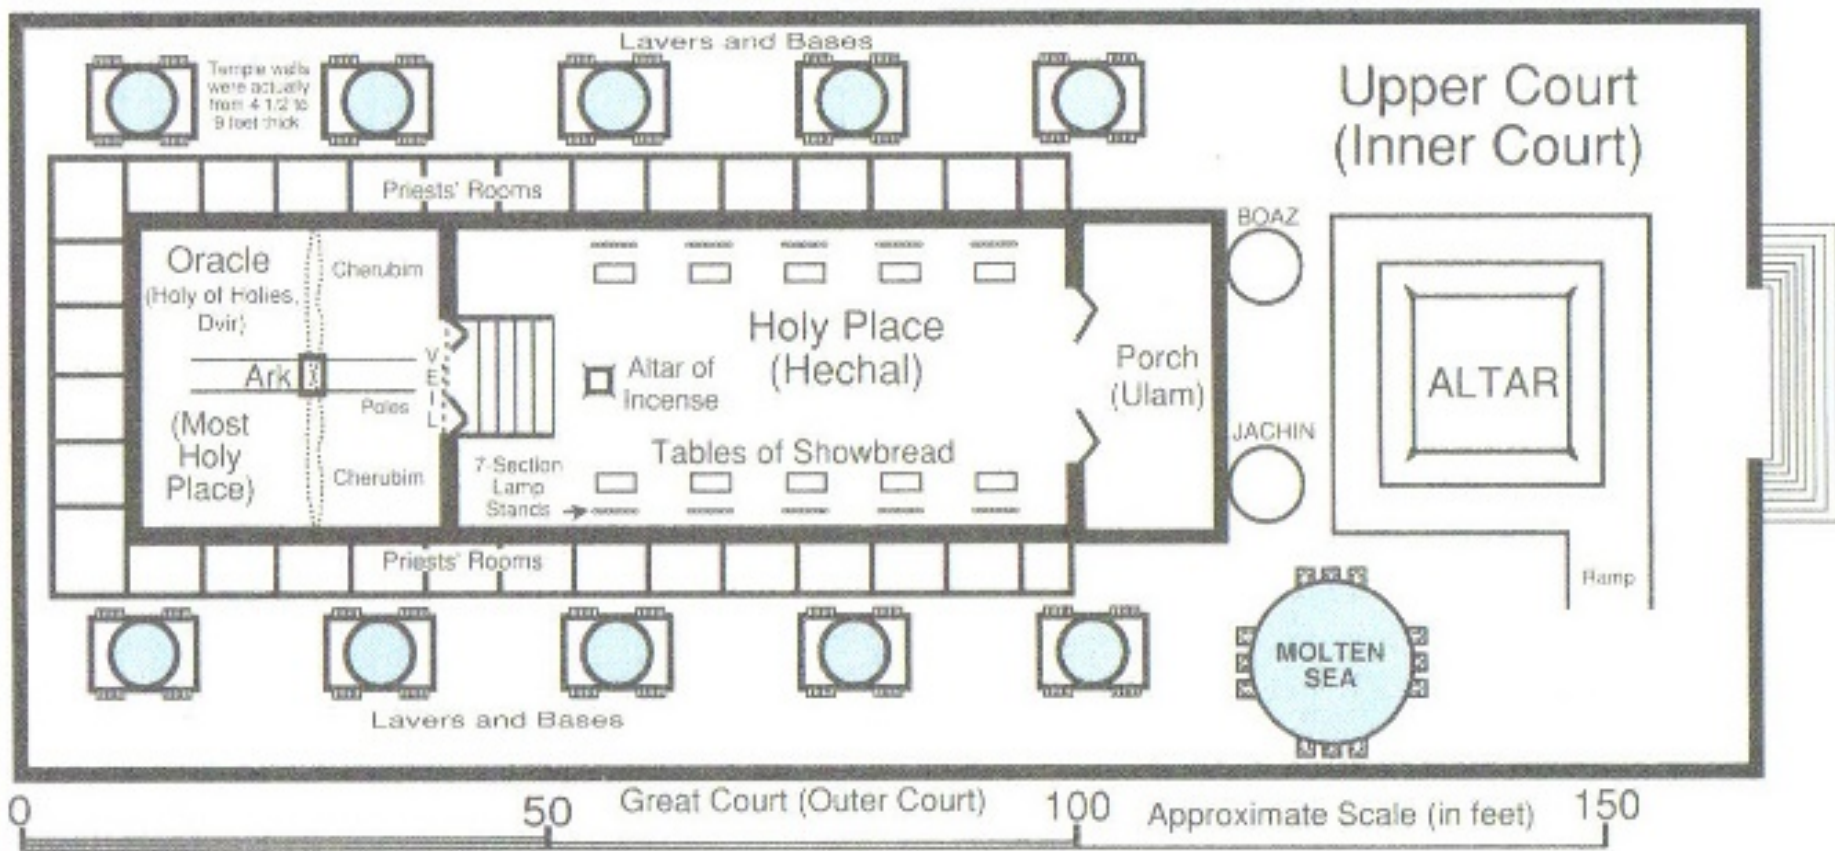 Lavers and Bases
Temple walls
were actually
from 4 1/2 to
9 feet thick
Upper Court
(Inner Court)
Priests' Rooms
BOAZ
Oracle
(Holy of Holies,
Dvir)
Cherubim
Holy Place
(Hechal)
Porch
(Ulam)
ALTAR
Ark
VEIL
Altar of
Incense
Poles
(Most
Holy
Place)
JACHIN
Tables of Showbread
Cherubim
7-Section
Lamp
Stands
Priests' Rooms
Ramp
MOLTEN
SEA
Lavers and Bases
0 50 Great Court (Outer Court) 100 Approximate Scale (in feet) 150